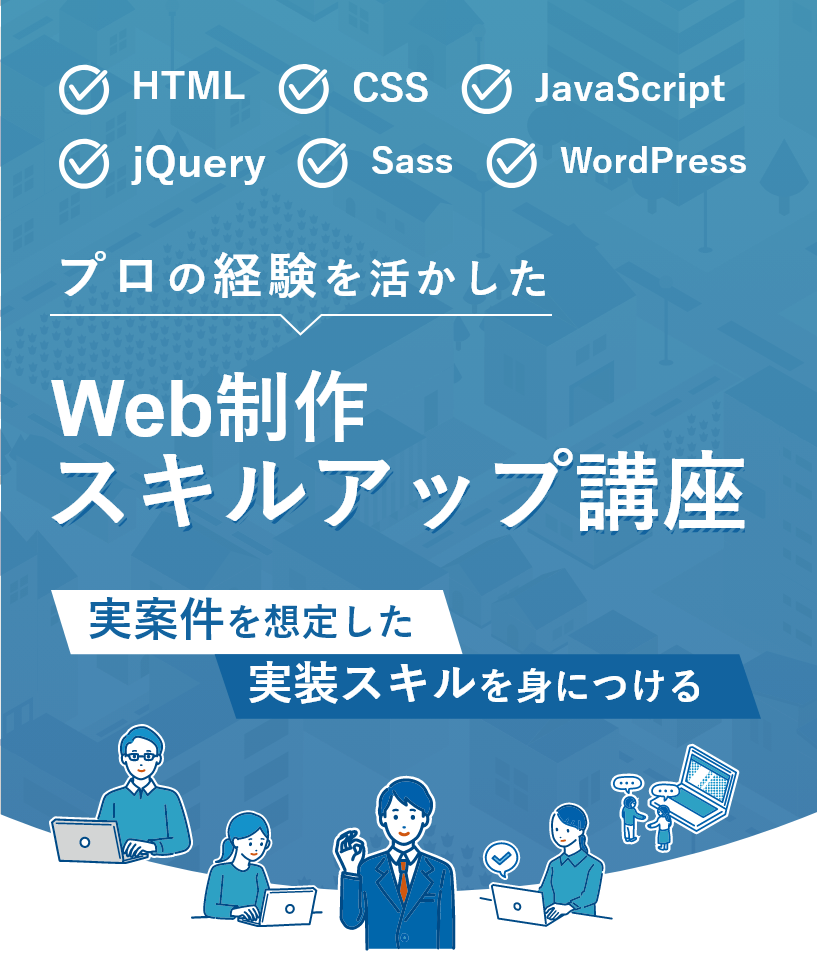 HTML CSS JavaScript
jQuery Sass WordPress
プロの経験を活かした
Web制作
スキルアップ講座
実案件を想定した
実装スキルを身につける